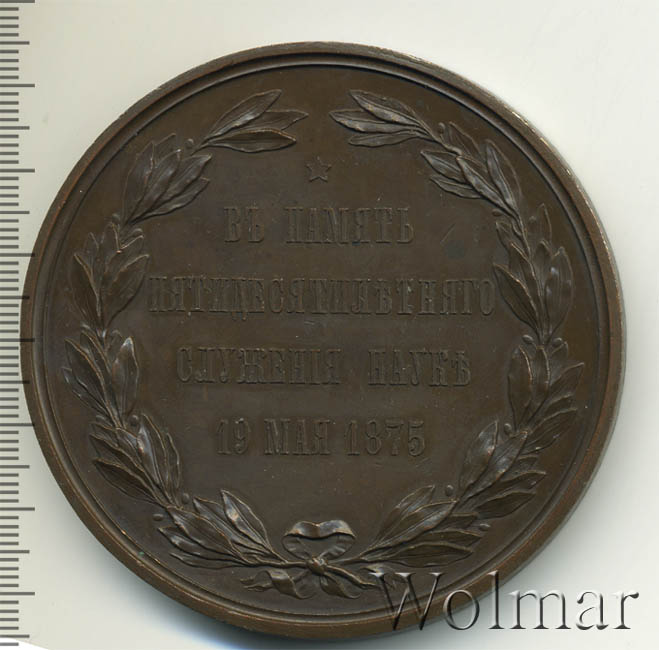 ВЪ ПАМЯТЬ
ПЯТИДЕСЯТИЛѢТНЯГО
СЛУЖЕНІЯ НАУКѢ
19 МАЯ 1875
Wolmar